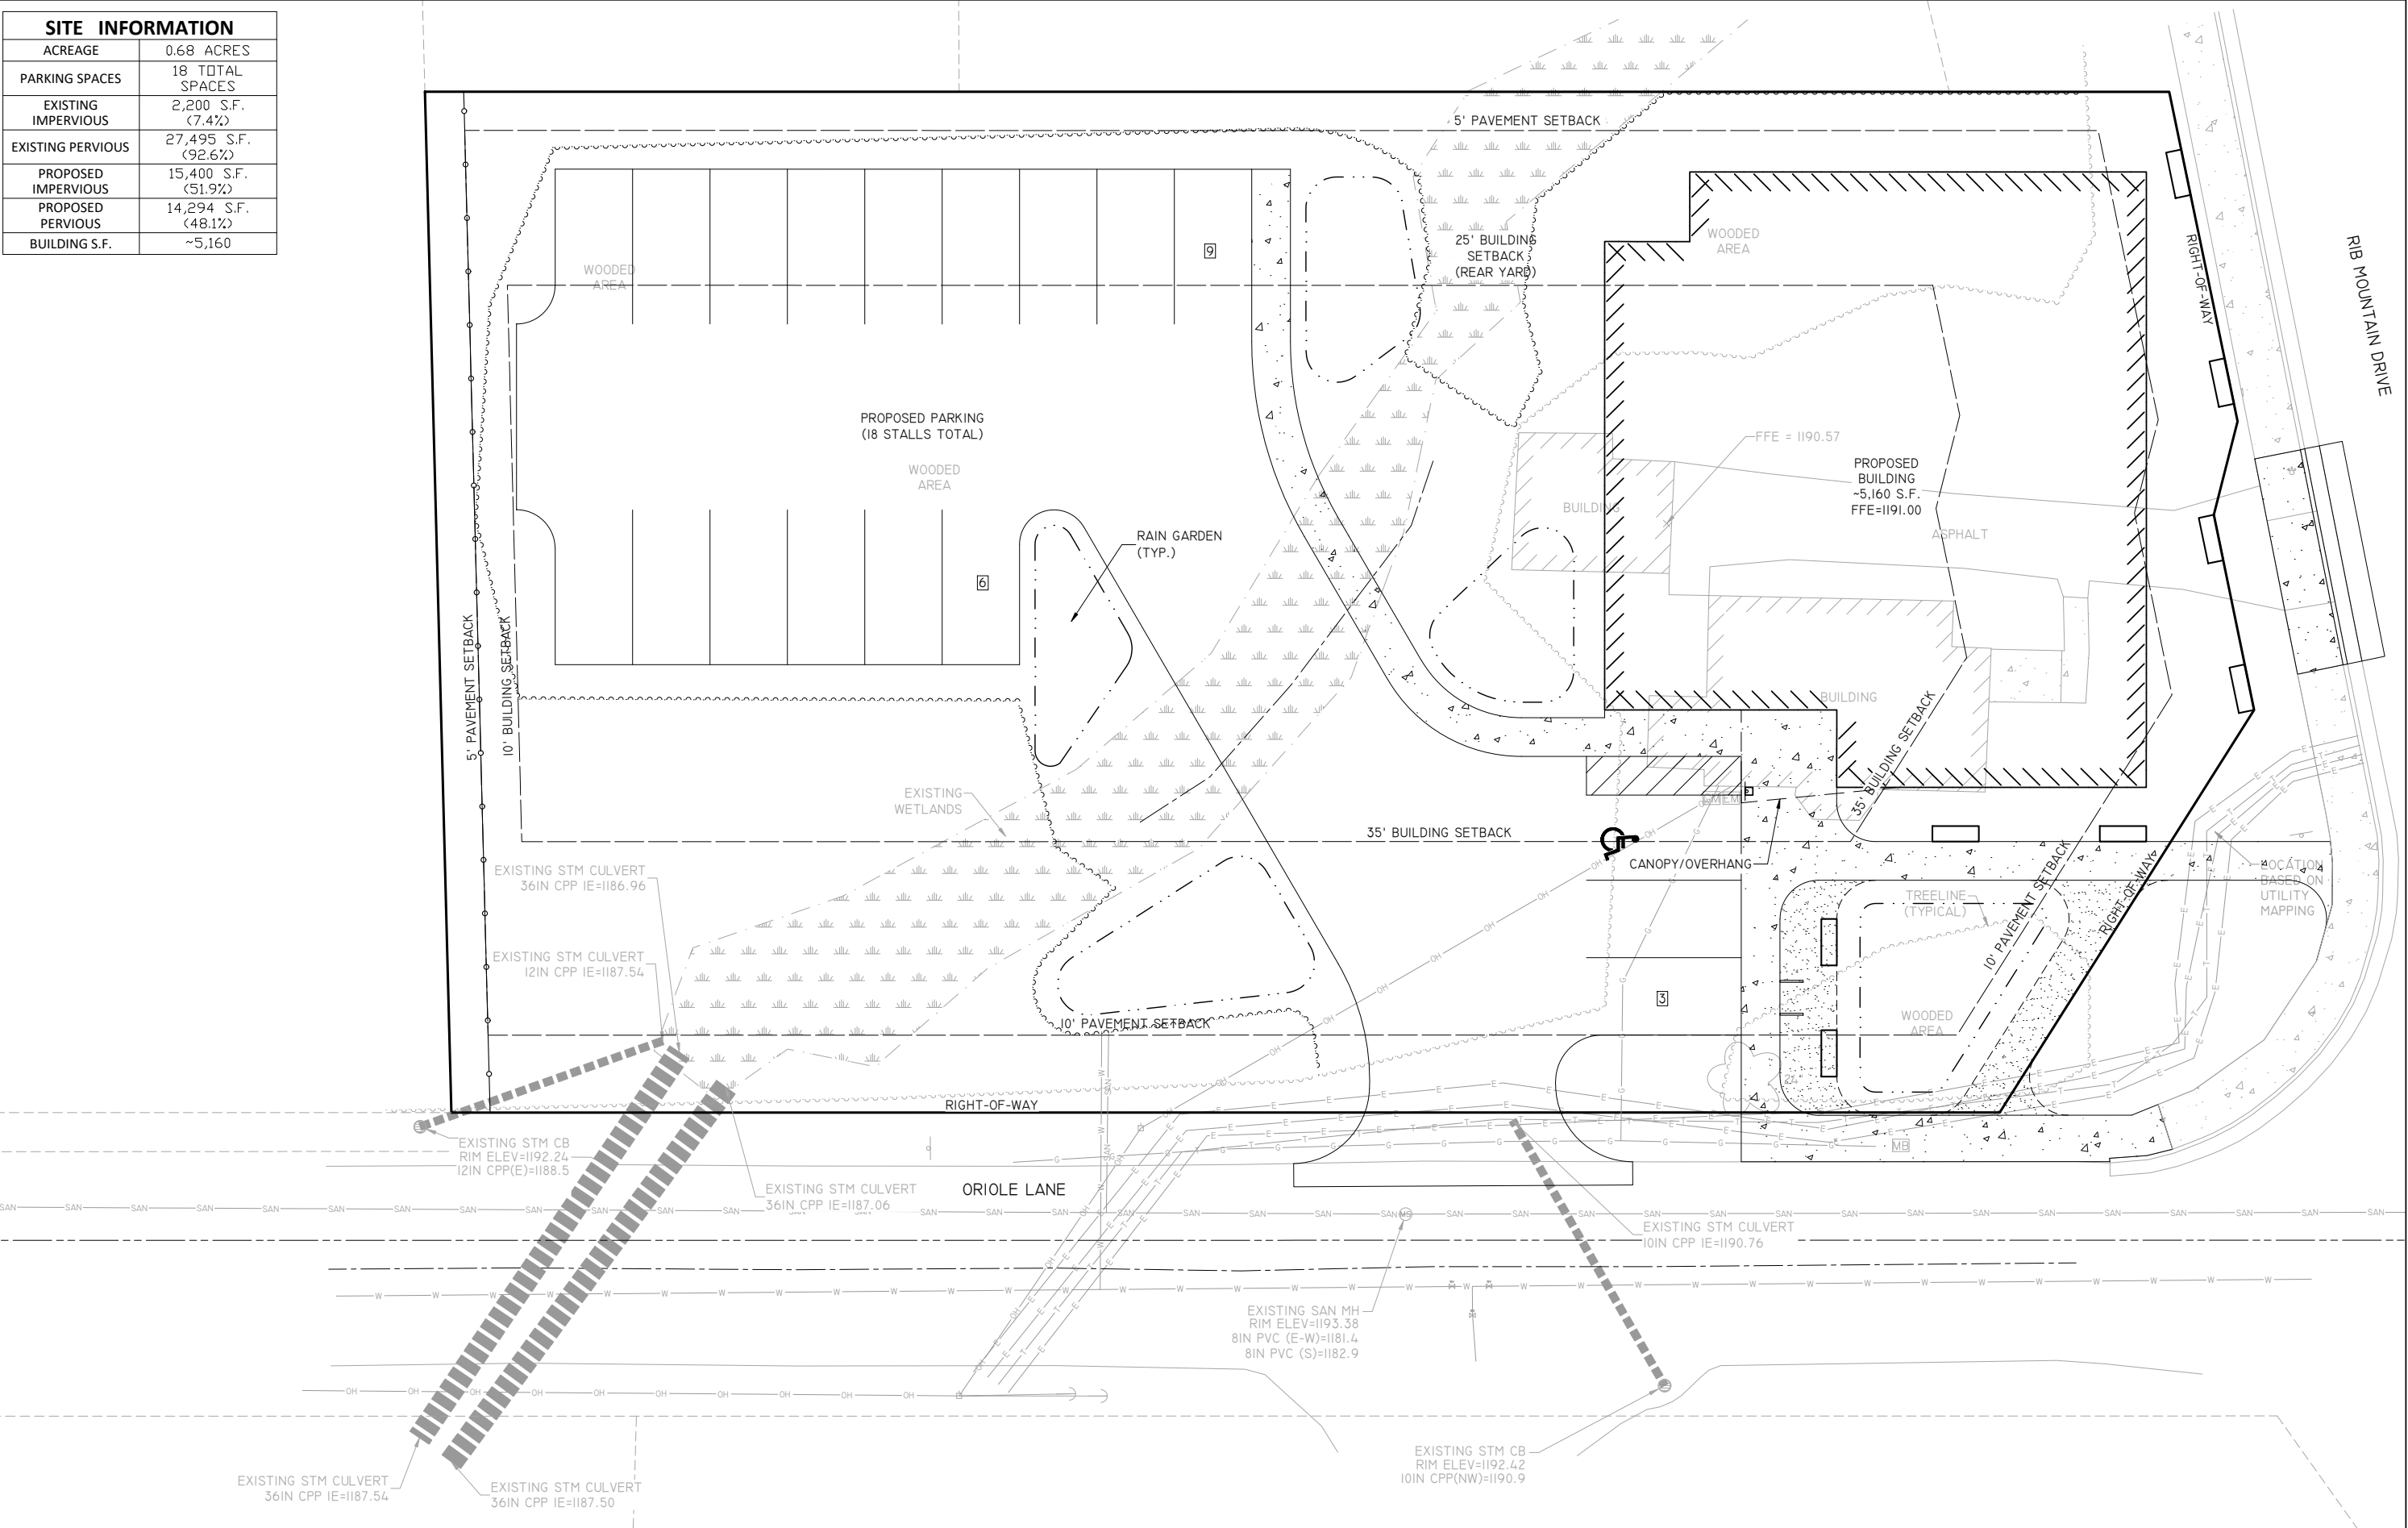 SITE INFORMATION
ACREAGE 0.68 ACRES
PARKING SPACES 18 TOTAL
SPACES
EXISTING
IMPERVIOUS 2,200 S.F.
(7.4%)
EXISTING PERVIOUS 27,495 S.F.
(92.6%)
PROPOSED
IMPERVIOUS 15,400 S.F.
(51.9%)
PROPOSED
PERVIOUS 14,294 S.F.
(48.1%)
BUILDING S.F. ~5,160
5' PAVEMENT SETBACK
9
25' BUILDING
SETBACK
(REAR YARD)
WOODED
AREA
WOODED
AREA
RIGHT-OF-WAY
RIB MOUNTAIN DRIVE
PROPOSED PARKING
(18 STALLS TOTAL)
WOODED
AREA
FFE = 1190.57
PROPOSED
BUILDING
~5,160 S.F.
FFE=1191.00
BUILDING
ASPHALT
RAIN GARDEN
(TYP.)
6
5' PAVEMENT SETBACK
10' BUILDING SETBACK
BUILDING
35' BUILDING SETBACK
EXISTING
WETLANDS
GM EM
35' BUILDING SETBACK
CANOPY/OVERHANG
EXISTING STM CULVERT
36IN CPP IE=1186.96
LOCATION
BASED ON
UTILITY
MAPPING
TREELINE
(TYPICAL)
10' PAVEMENT SETBACK
RIGHT-OF-WAY
EXISTING STM CULVERT
12IN CPP IE=1187.54
3
10' PAVEMENT SETBACK
WOODED
AREA
24
RIGHT-OF-WAY
EXISTING STM CB
RIM ELEV=1192.24
12IN CPP(E)=1188.5
MB
ORIOLE LANE
EXISTING STM CULVERT
36IN CPP IE=1187.06
MS
EXISTING STM CULVERT
10IN CPP IE=1190.76
EXISTING SAN MH
RIM ELEV=1193.38
8IN PVC (E-W)=1181.4
8IN PVC (S)=1182.9
EXISTING STM CB
RIM ELEV=1192.42
10IN CPP(NW)=1190.9
EXISTING STM CULVERT
36IN CPP IE=1187.54
EXISTING STM CULVERT
36IN CPP IE=1187.50